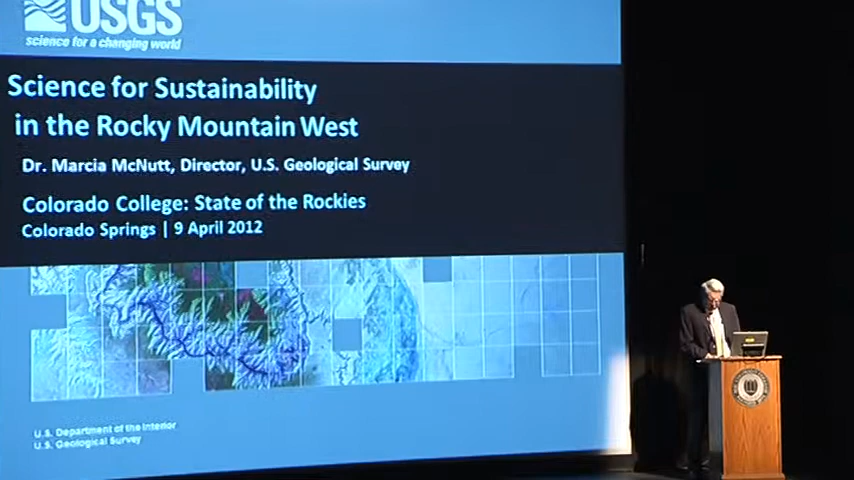 USGS
science for a changing world
Science for Sustainability
in the Rocky Mountain West
Dr. Marcia McNutt, Director, U.S. Geological Survey
Colorado College: State of the Rockies
Colorado Springs | 9 April 2012
U.S. Department of the Interior
U.S. Geological Survey